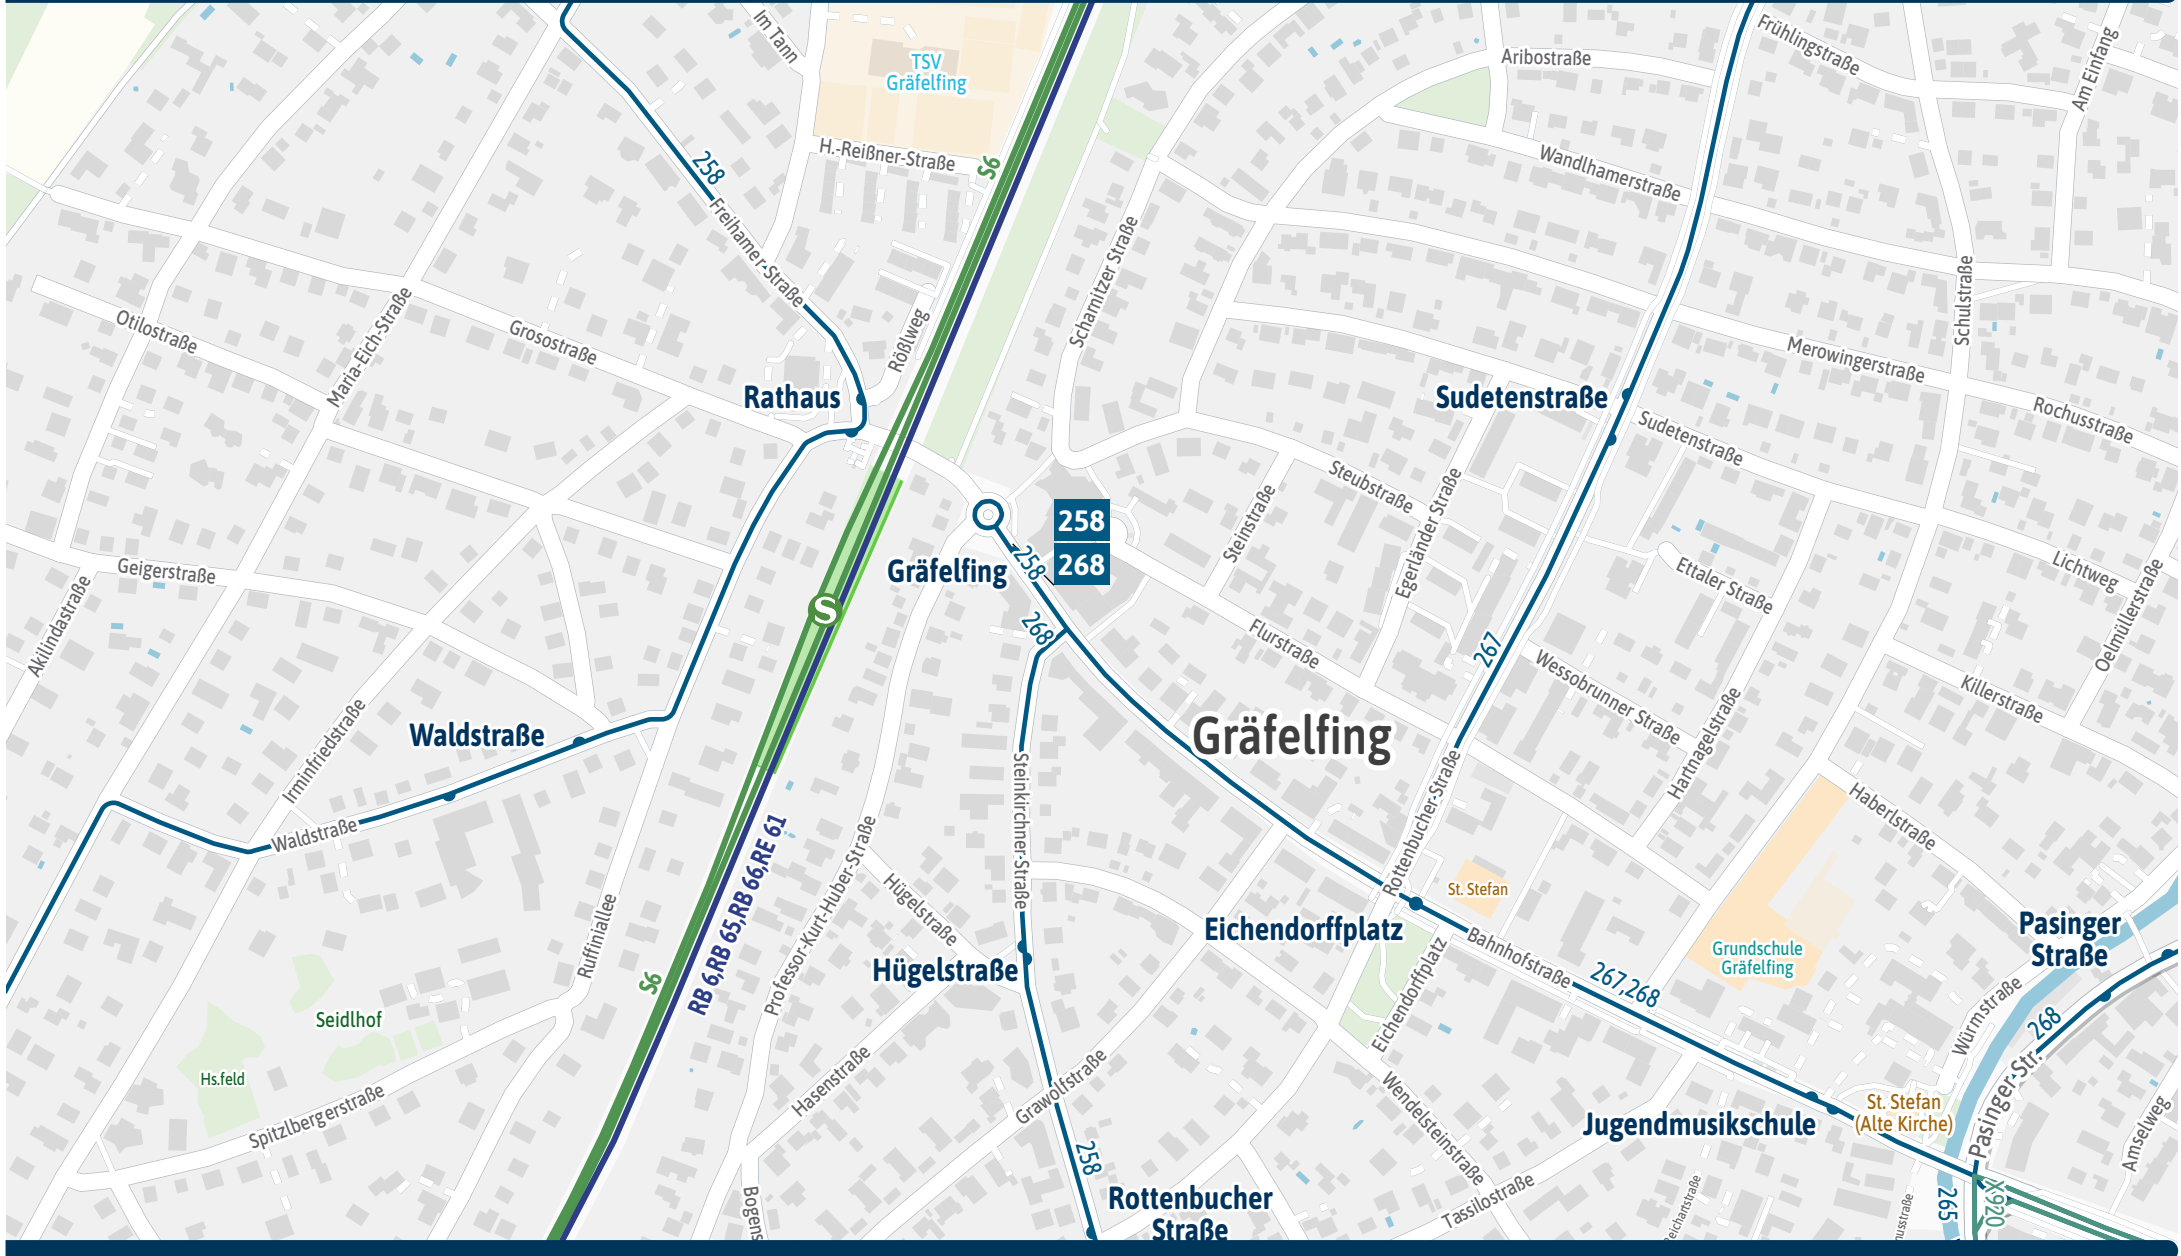 Im Tann
TSV
Gräfelfing
Frühlingstraße
Am Einfang
Aribostraße
H.-Reißner-Straße
S6
258
Wandlhamerstraße
Freihamer-Straße
Scharnitzer Straße
Schulstraße
Otilostraße
Maria-Eich-Straße
Grosostraße
Rößlweg
Merowingerstraße
Rathaus
Sudetenstraße
Sudetenstraße
Rochusstraße
Steubstraße
Egerländer Straße
Steinstraße
258
268
Gräfelfing
258
268
S
Geigerstraße
Akilindastraße
Ettaler Straße
Lichtweg
Oelmüllerstraße
Flurstraße
267
Wessobrunner Straße
Killerstraße
Hartnagelstraße
Waldstraße
Irminfriedstraße
Gräfelfing
Steinkirchner-Straße
Rottenbucher-Straße
Haberlstraße
Waldstraße
RB 6,RB 65,RB 66,RE 61
Professor-Kurt-Huber-Straße
Hügelstraße
St. Stefan
Ruffiniallee
Eichendorffplatz
Bahnhofstraße
Grundschule
Gräfelfing
Pasinger
Straße
Hügelstraße
S6
267,268
Eichendorffplatz
Würmstraße
268
Seidlhof
Hs.feld
Pasinger-Str.
Hasenstraße
Grawolfstraße
Wendelsteinstraße
Spitzlbergerstraße
Jugendmusikschule
St. Stefan
(Alte Kirche)
Amselweg
258
Tassilostraße
Rottenbucher
Straße
Bogens
eichartstraße
usstraße
265
X920